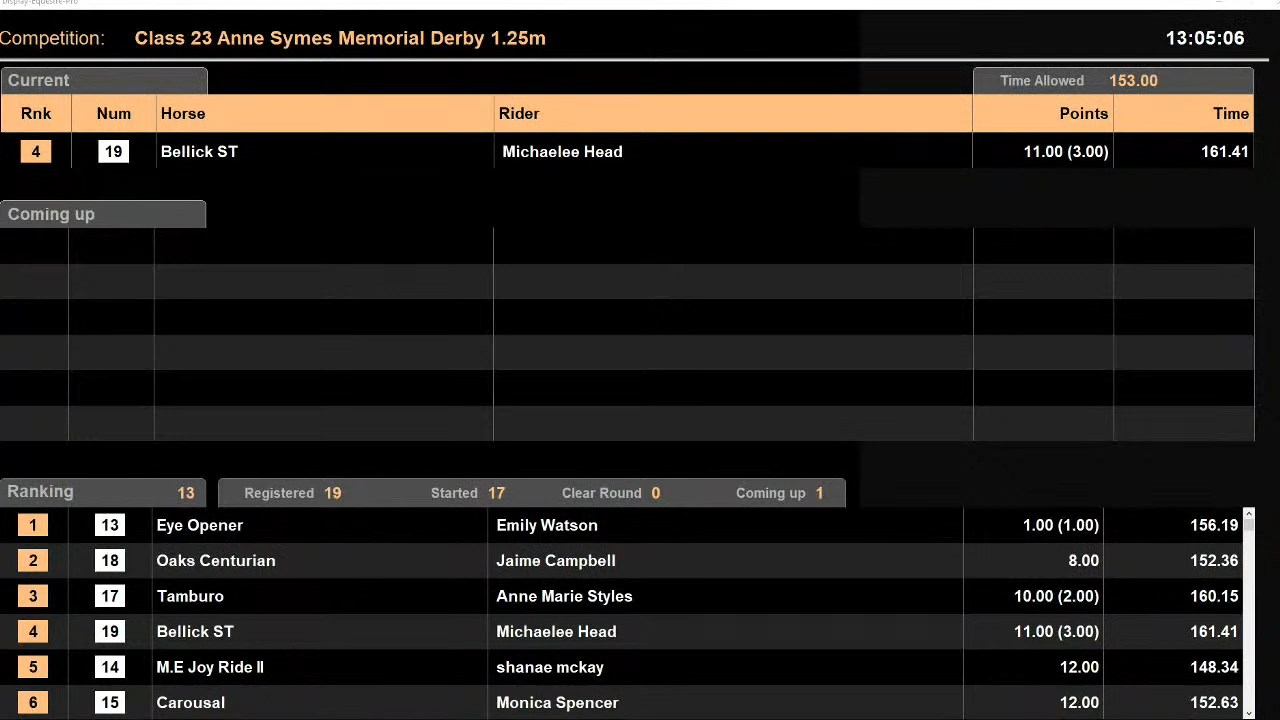 Display-Equestre-Pro
Competition: Class 23 Anne Symes Memorial Derby 1.25m 13:05:06
Current Time Allowed 153.00
Rnk Num Horse Rider Points Time
4 19 Bellick ST Michaelee Head 11.00 (3.00) 161.41
Coming up
Ranking 13 Registered 19 Started 17 Clear Round 0 Coming up 1
1 13 Eye Opener Emily Watson 1.00 (1.00) 156.19
2 18 Oaks Centurian Jaime Campbell 8.00 152.36
3 17 Tamburo Anne Marie Styles 10.00 (2.00) 160.15
4 19 Bellick ST Michaelee Head 11.00 (3.00) 161.41
5 14 M.E Joy Ride II shanae mckay 12.00 148.34
6 15 Carousal Monica Spencer 12.00 152.63